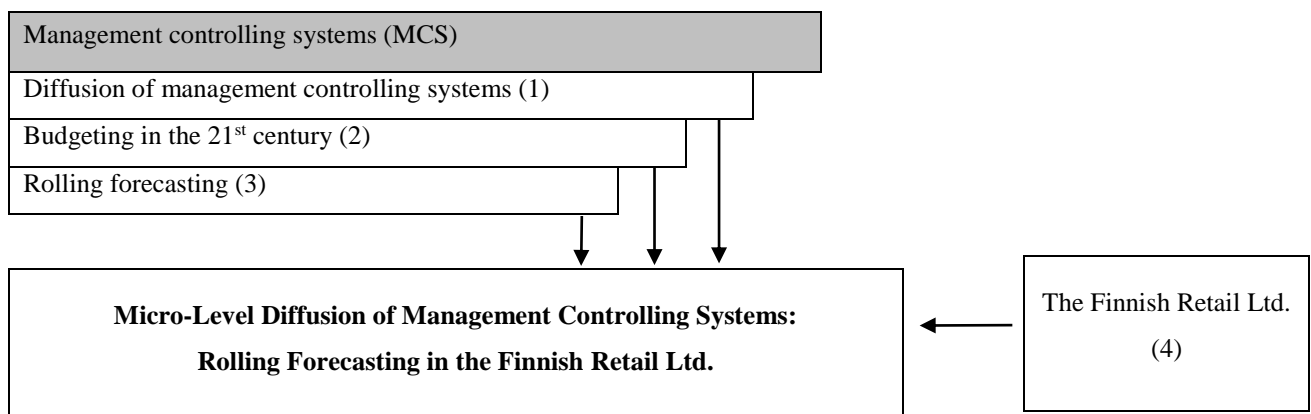 Management controlling systems (MCS)
Diffusion of management controlling systems (1)
Budgeting in the 21st century (2)
Rolling forecasting (3)
Micro-Level Diffusion of Management Controlling Systems:
Rolling Forecasting in the Finnish Retail Ltd.
The Finnish Retail Ltd.
(4)